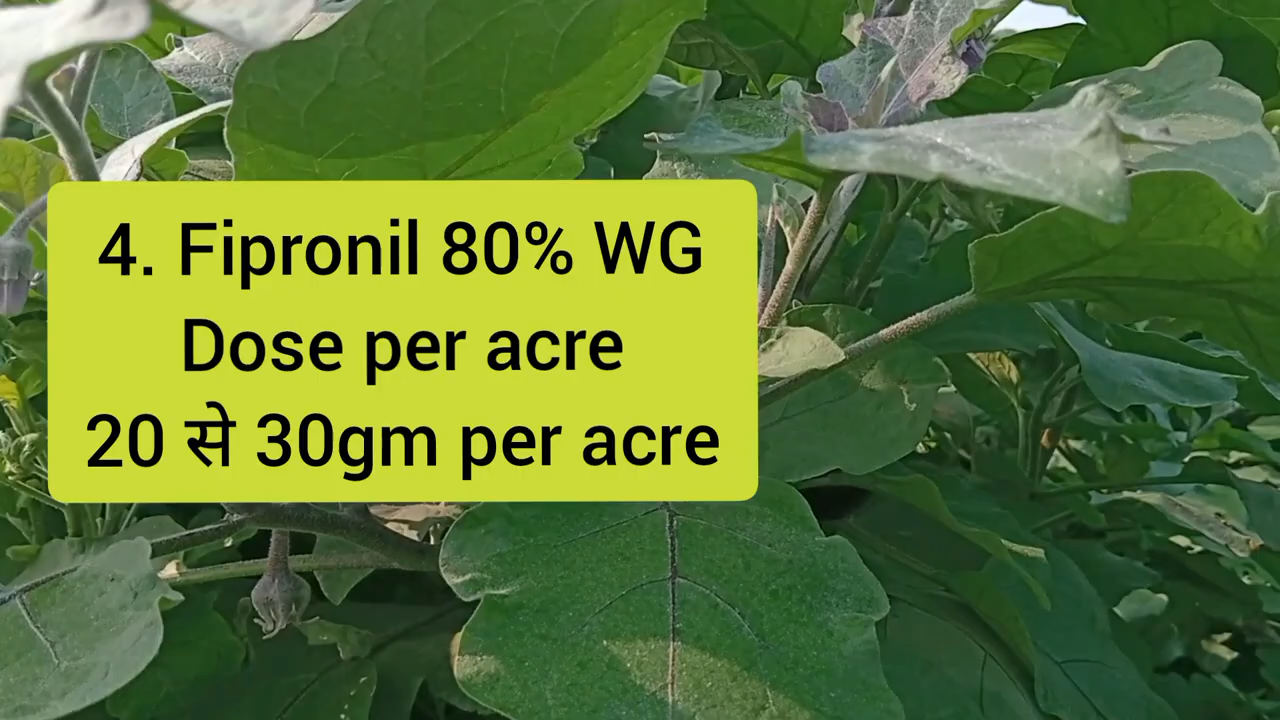 4. Fipronil 80% WG
Dose per acre
20 से 30gm per acre